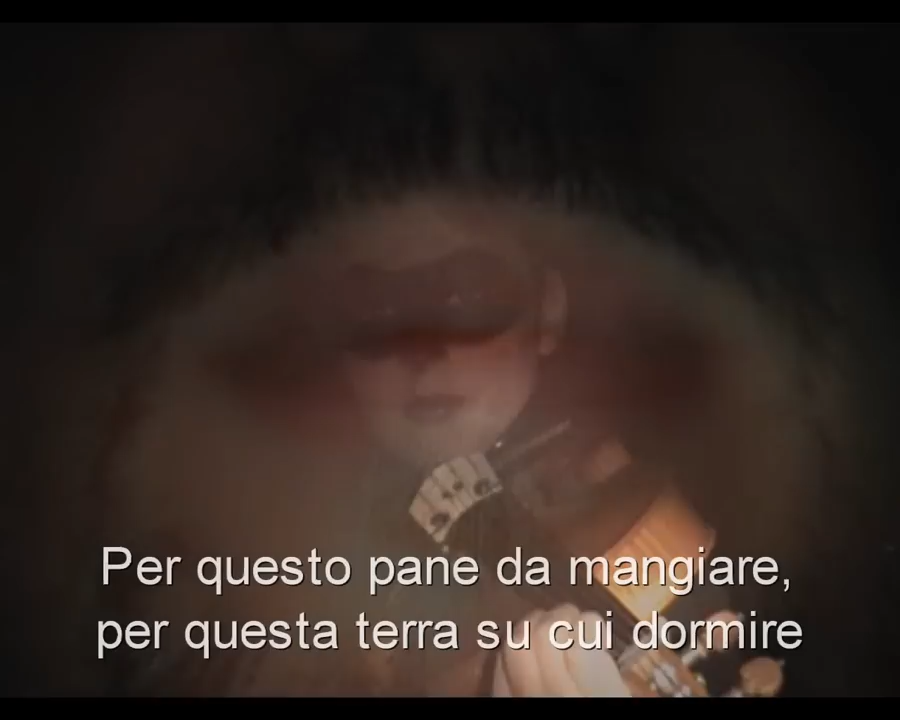 Per questo pane da mangiare,
per questa terra su cui dormire